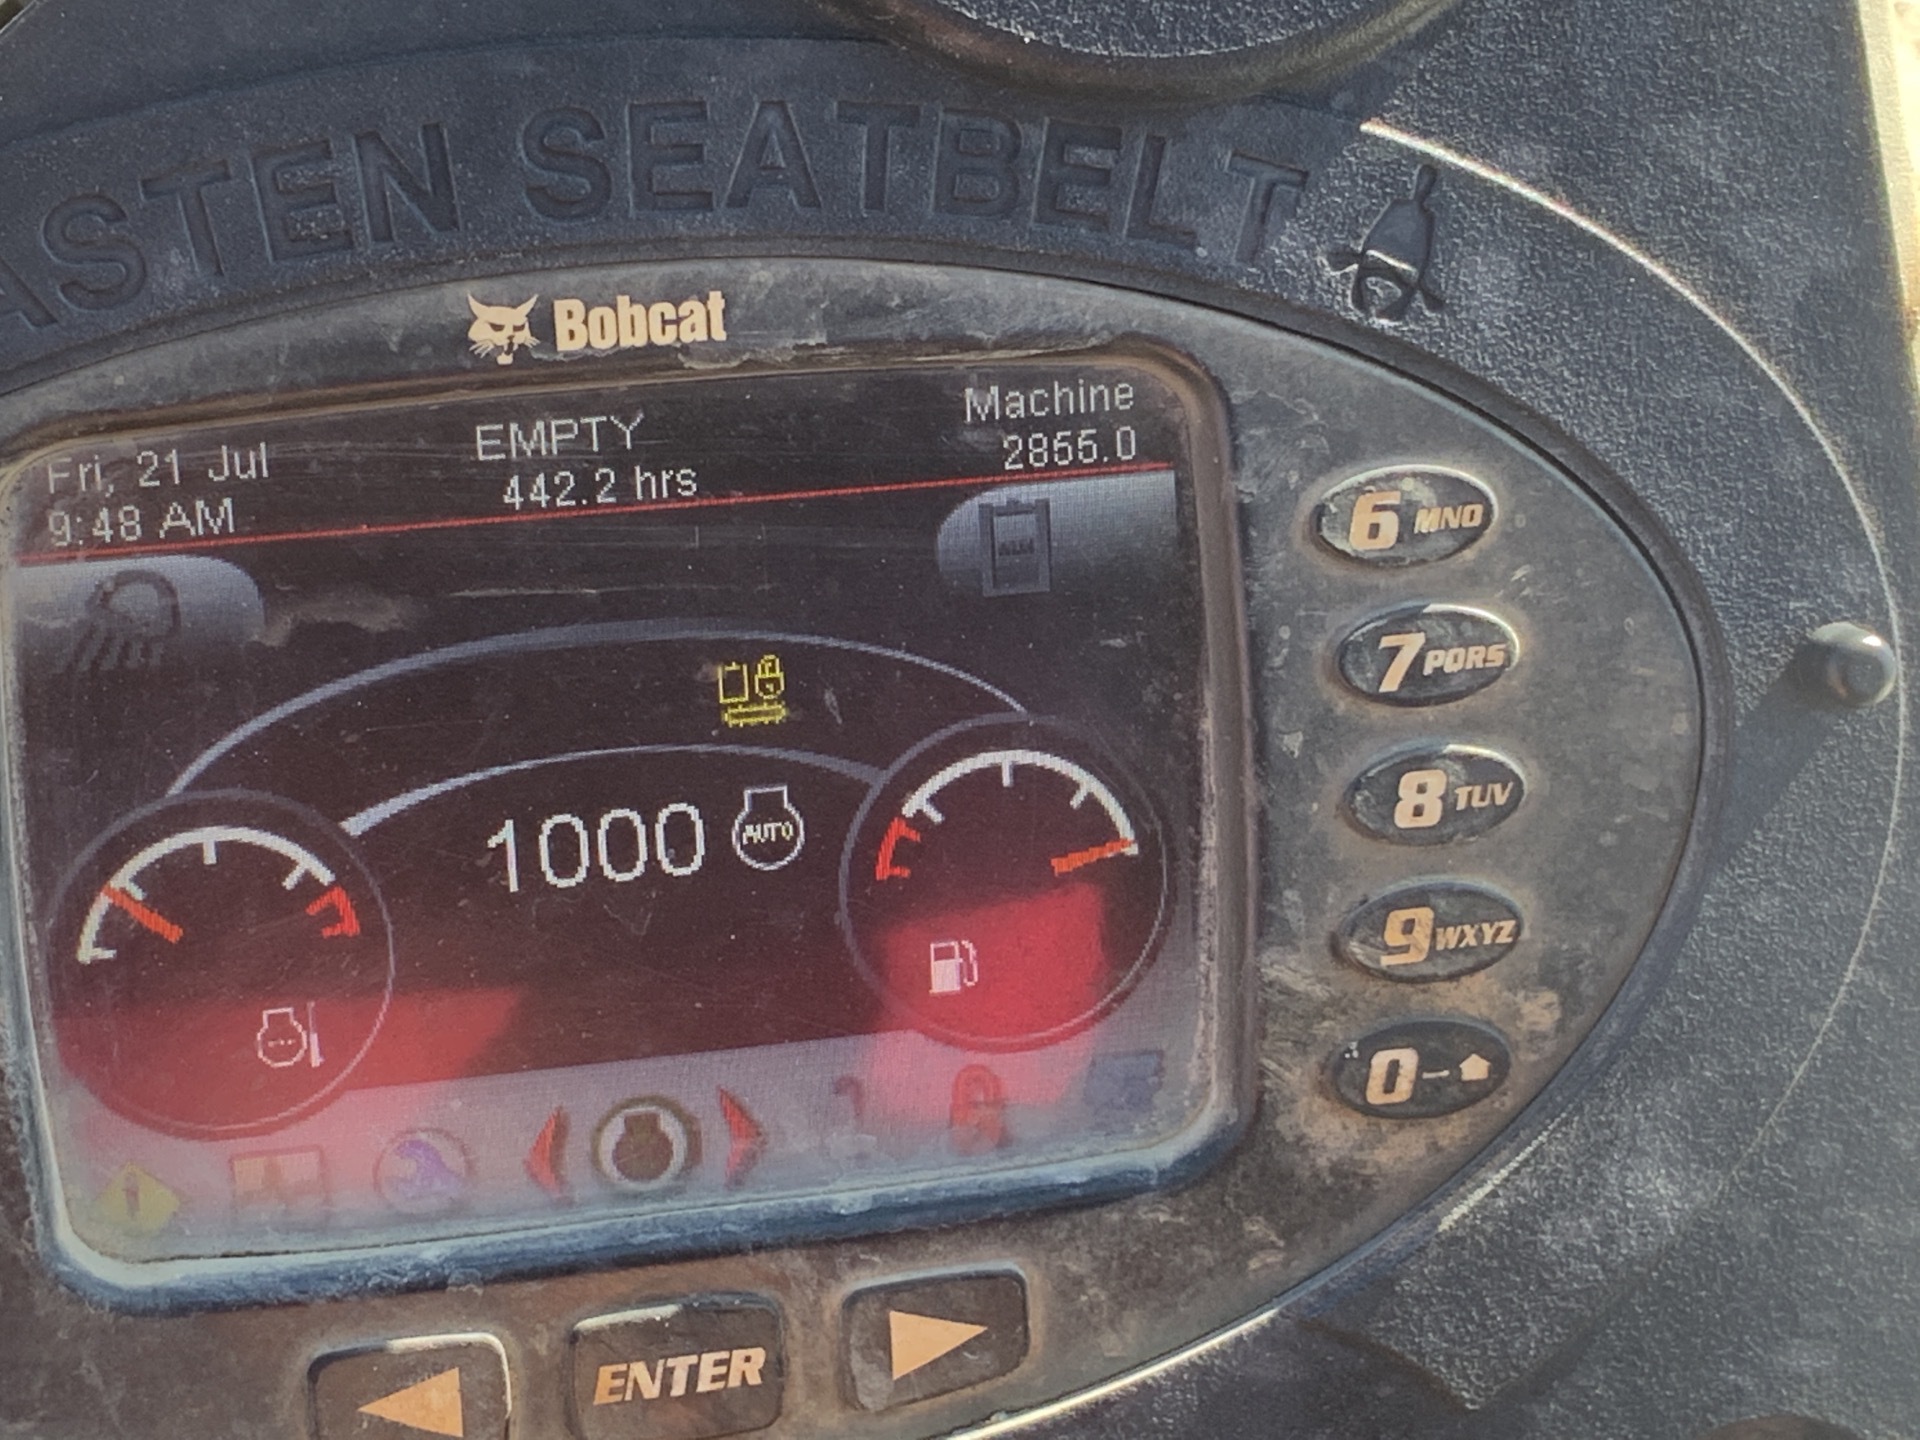 ASTEN SEATBELT
Bobcat
Fri, 21 Jul
9:48 AM
EMPTY
442.2 hrs
Machine
2855.0
1000
AUTO
6 MNO
7 PQRS
8 TUV
9 WXYZ
0 -
ENTER